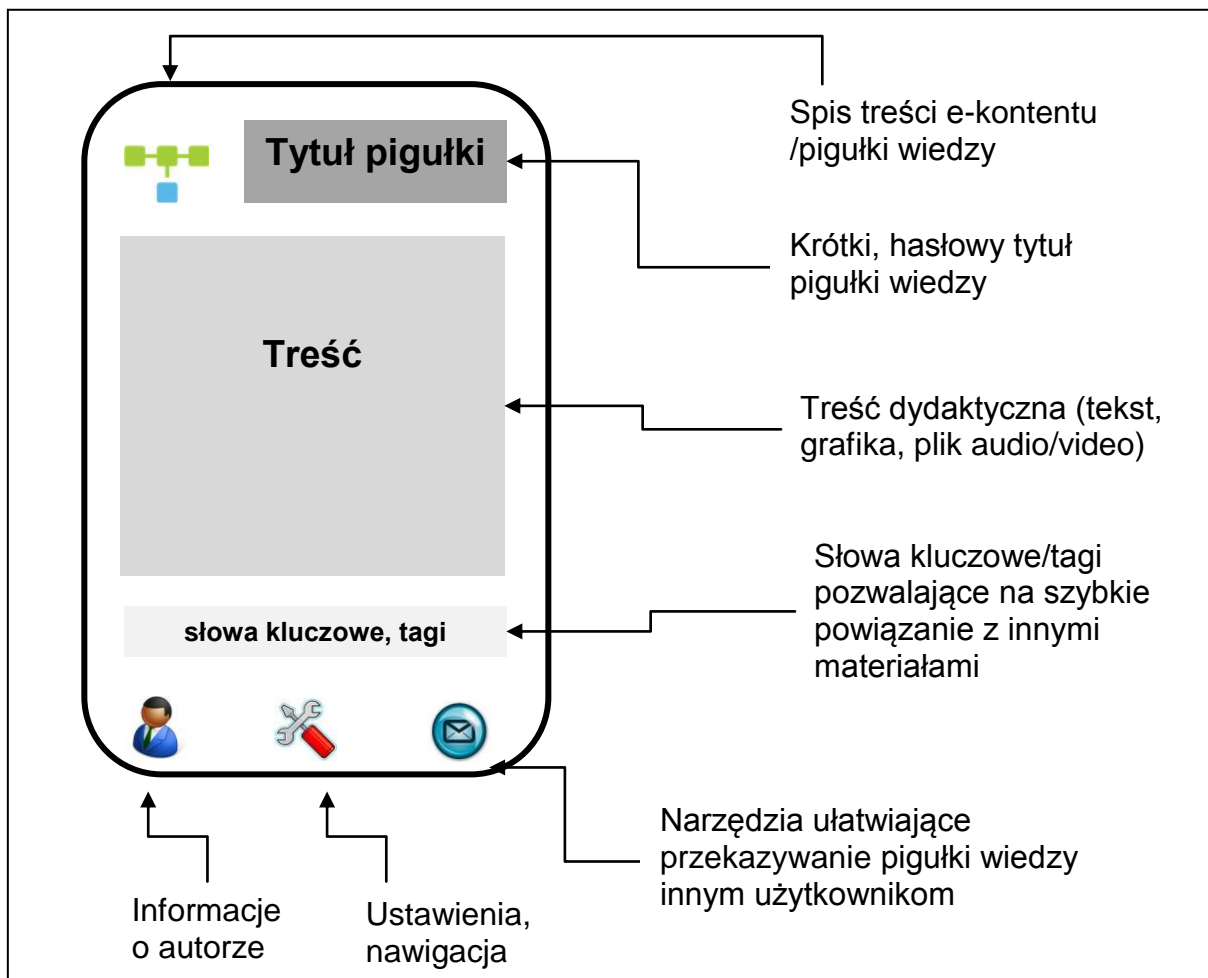 Spis treści e-kontentu
/pigułki wiedzy
Tytuł pigułki
Krótki, hasłowy tytuł
pigułki wiedzy
Treść
Treść dydaktyczna (tekst,
grafika, plik audio/video)
Słowa kluczowe/tagi
pozwalające na szybkie
powiązanie z innymi
materiałami
słowa kluczowe, tagi
Narzędzia ułatwiające
przekazywanie pigułki wiedzy
innym użytkownikom
Informacje
o autorze
Ustawienia,
nawigacja